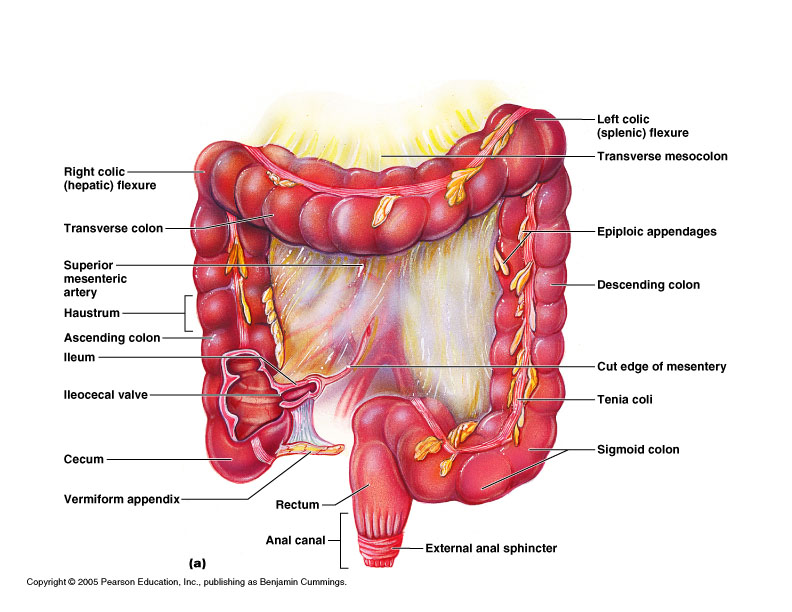 Left colic
(splenic) flexure
Transverse mesocolon
Right colic
(hepatic) flexure
Transverse colon
Epiploic appendages
Superior
mesenteric
artery
Descending colon
Haustrum
Ascending colon
Ileum
Cut edge of mesentery
Ileocecal valve
Tenia coli
Sigmoid colon
Cecum
Vermiform appendix
Rectum
Anal canal
External anal sphincter
(a)
Copyright © 2005 Pearson Education, Inc., publishing as Benjamin Cummings.